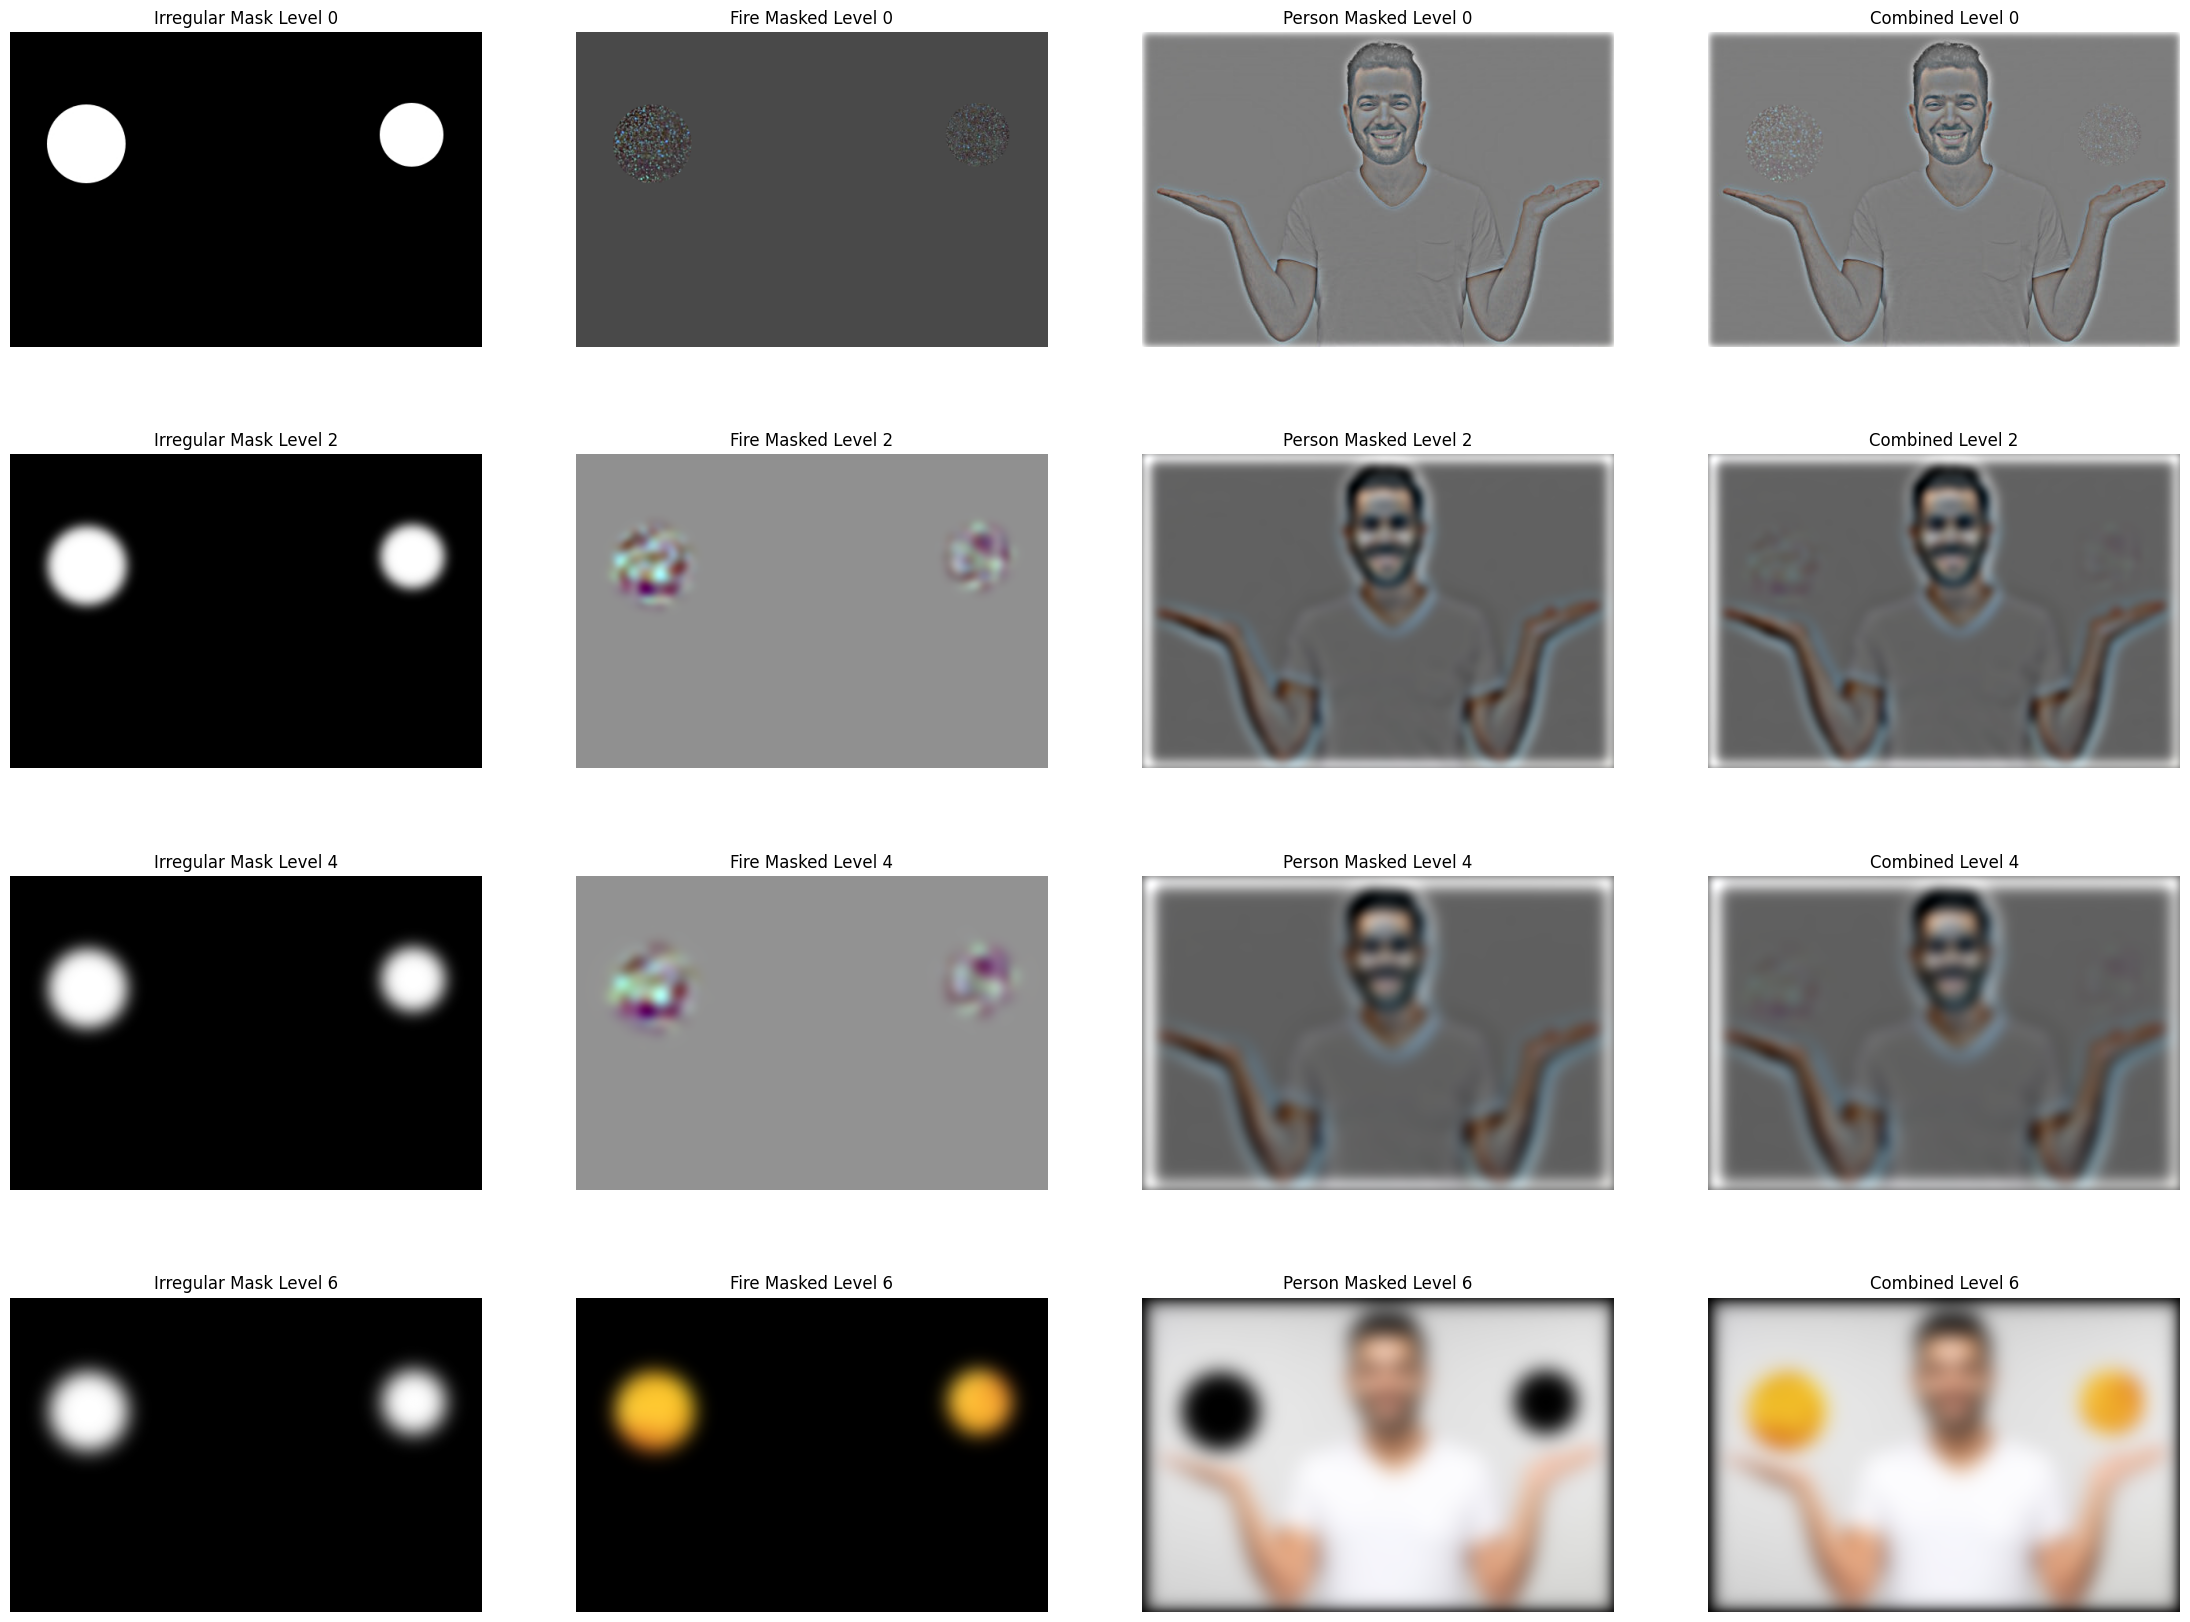 Irregular Mask Level 0
Fire Masked Level 0
Person Masked Level 0
Combined Level 0
Irregular Mask Level 2
Fire Masked Level 2
Person Masked Level 2
Combined Level 2
Irregular Mask Level 4
Fire Masked Level 4
Person Masked Level 4
Combined Level 4
Irregular Mask Level 6
Fire Masked Level 6
Person Masked Level 6
Combined Level 6